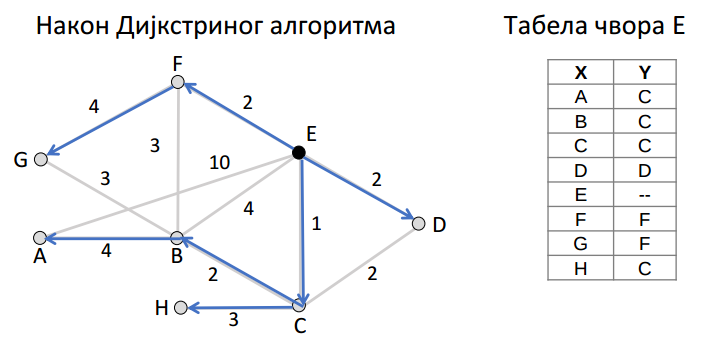 Након Дијкстриног алгоритма
F
4
2
E
3
G
10
3
2
4
D
1
A
4
B
2
2
H
3
C
Табела чвора E
X Y
A C
B C
C C
D D
E --
F F
G F
H C